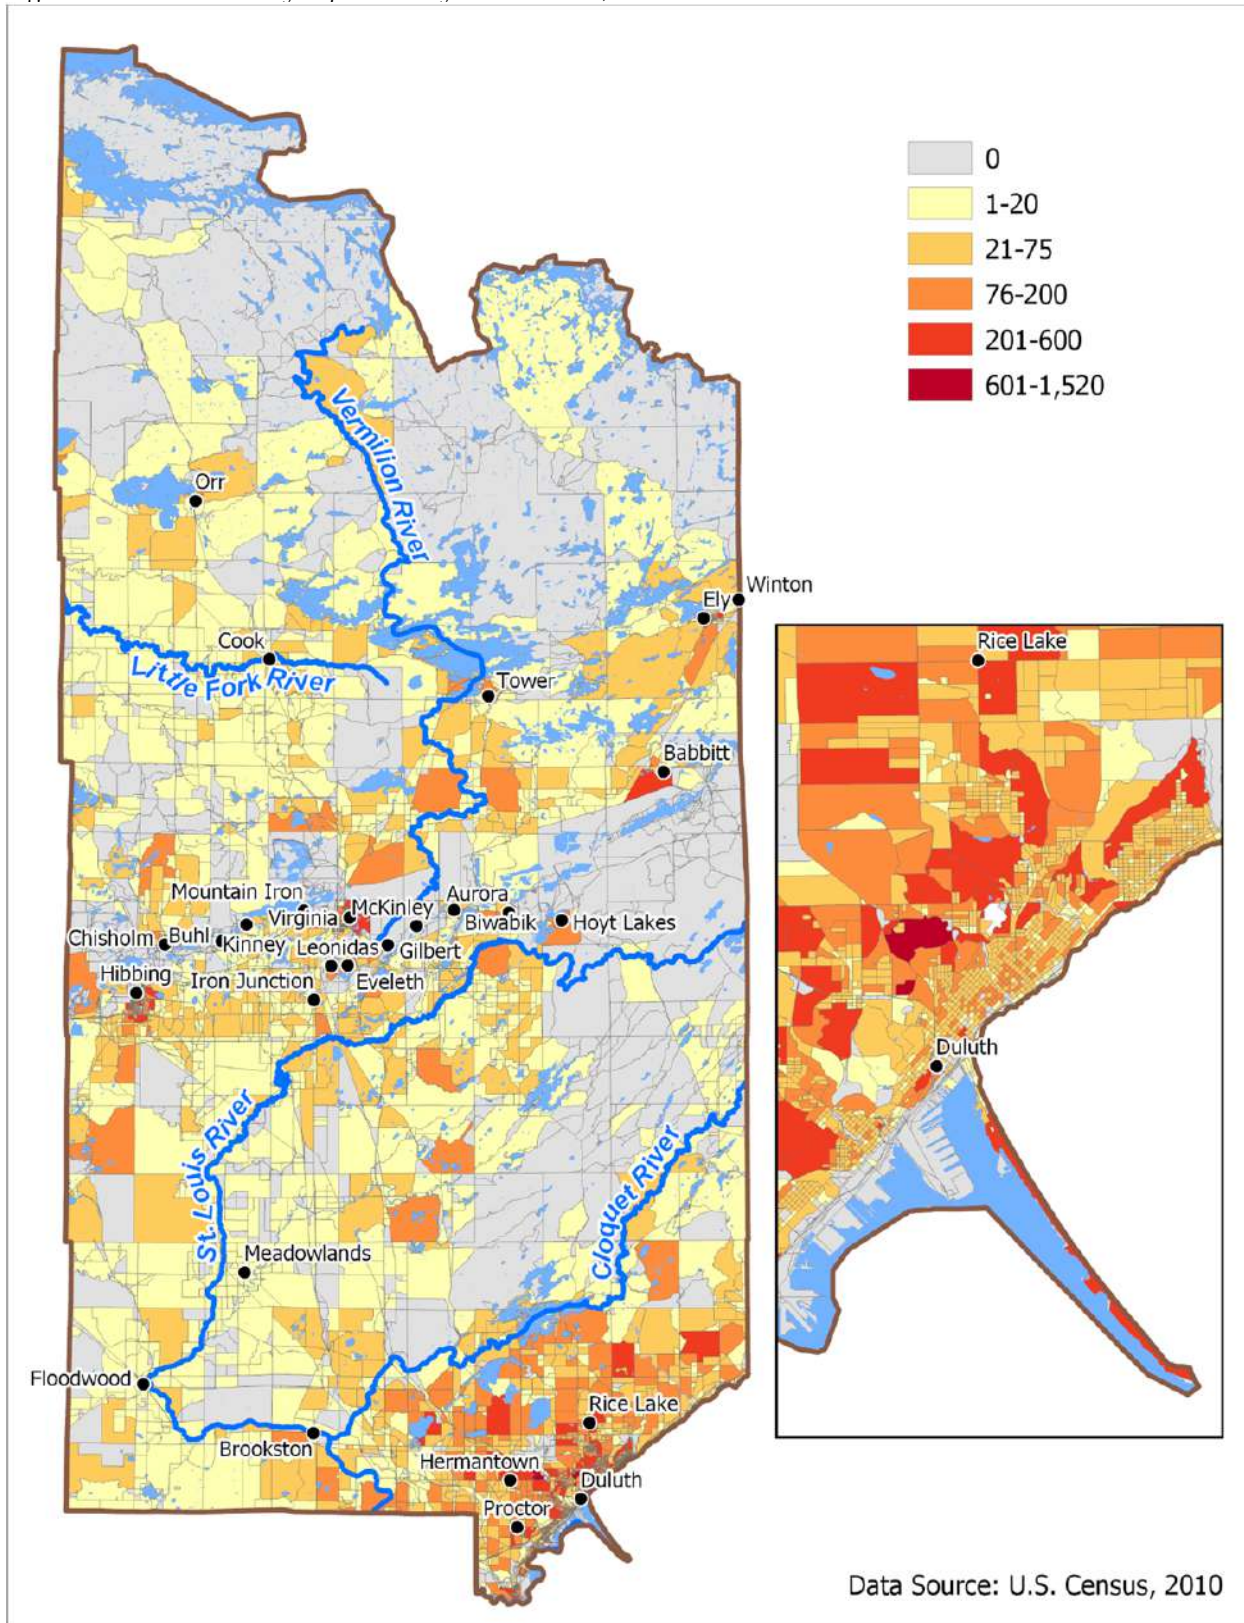 0
1-20
21-75
76-200
201-600
601-1,520
Vermilion River
Orr
Winton
Ely
Cook
Little Fork River
Tower
Babbitt
Mountain Iron
Virginia
McKinley
Aurora
Biwabik
Hoyt Lakes
Chisholm
Buhl
Kinney
Leonidas
Gilbert
Hibbing
Iron Junction
Eveleth
St. Louis River
Cloquet River
Meadowlands
Floodwood
Brookston
Rice Lake
Hermantown
Duluth
Proctor
Rice Lake
Duluth
Data Source: U.S. Census, 2010